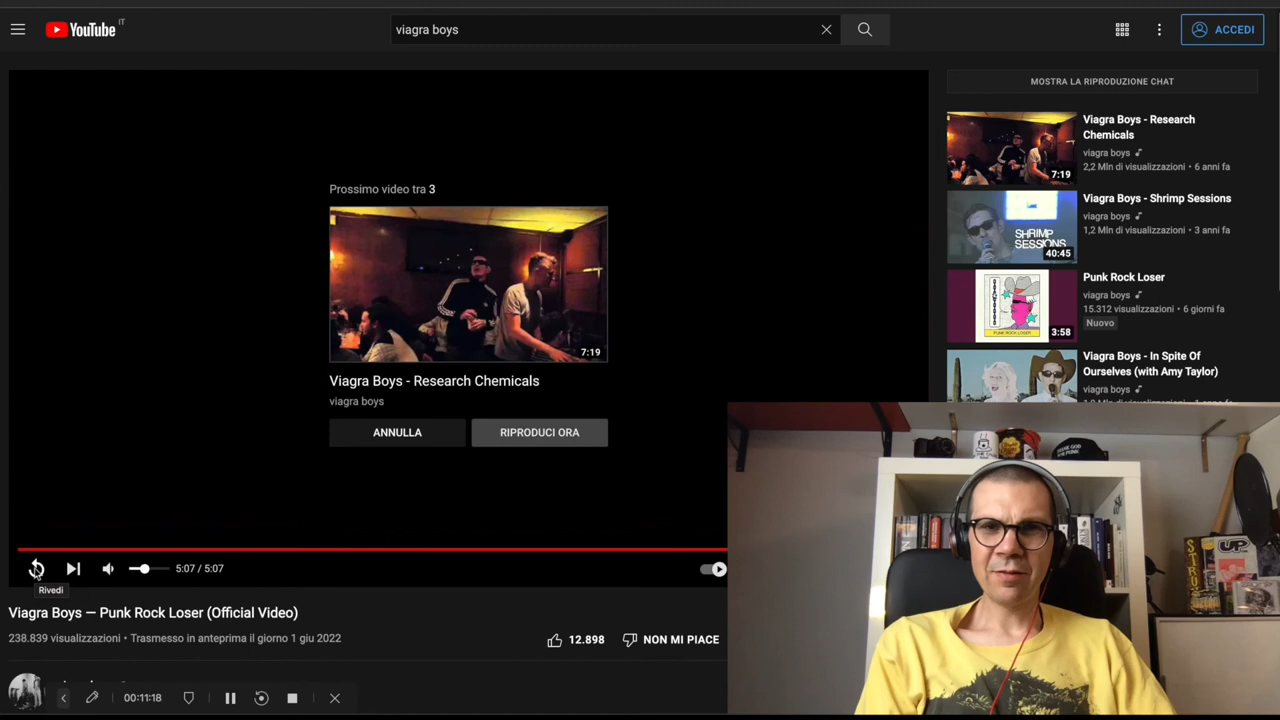 YouTube IT
viagra boys
ACCEDI
Prossimo video tra 3
7:19
Viagra Boys - Research Chemicals
viagra boys
ANNULLA
RIPRODUCI ORA
5:07 / 5:07
Rivedi
Viagra Boys — Punk Rock Loser (Official Video)
238.839 visualizzazioni • Trasmesso in anteprima il giorno 1 giu 2022
12.898
NON MI PIACE
00:11:18
MOSTRA LA RIPRODUZIONE CHAT
7:19
Viagra Boys - Research
Chemicals
viagra boys
2,2 Mln di visualizzazioni • 6 anni fa
SHRIMP
SESSIONS
40:45
Viagra Boys - Shrimp Sessions
viagra boys
1,2 Mln di visualizzazioni • 3 anni fa
PUNK ROCK LOSER
3:58
Punk Rock Loser
viagra boys
15.312 visualizzazioni • 6 giorni fa
Nuovo
Viagra Boys - In Spite Of
Ourselves (with Amy Taylor)
viagra boys
UP